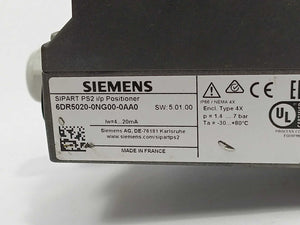 SIEMENS
SIPART PS2 i/p Positioner
6DR5020-0NG00-0AA0
SW: 5.01.00
Iw=4...20mA
Siemens AG, DE-76181 Karlsruhe
www.siemens.com/sipartps2
MADE IN FRANCE
CE
EAC
IP66 / NEMA 4X
Encl. Type 4X
p = 1.4 ... 7 bar
Ta = -30...+80°C
UL